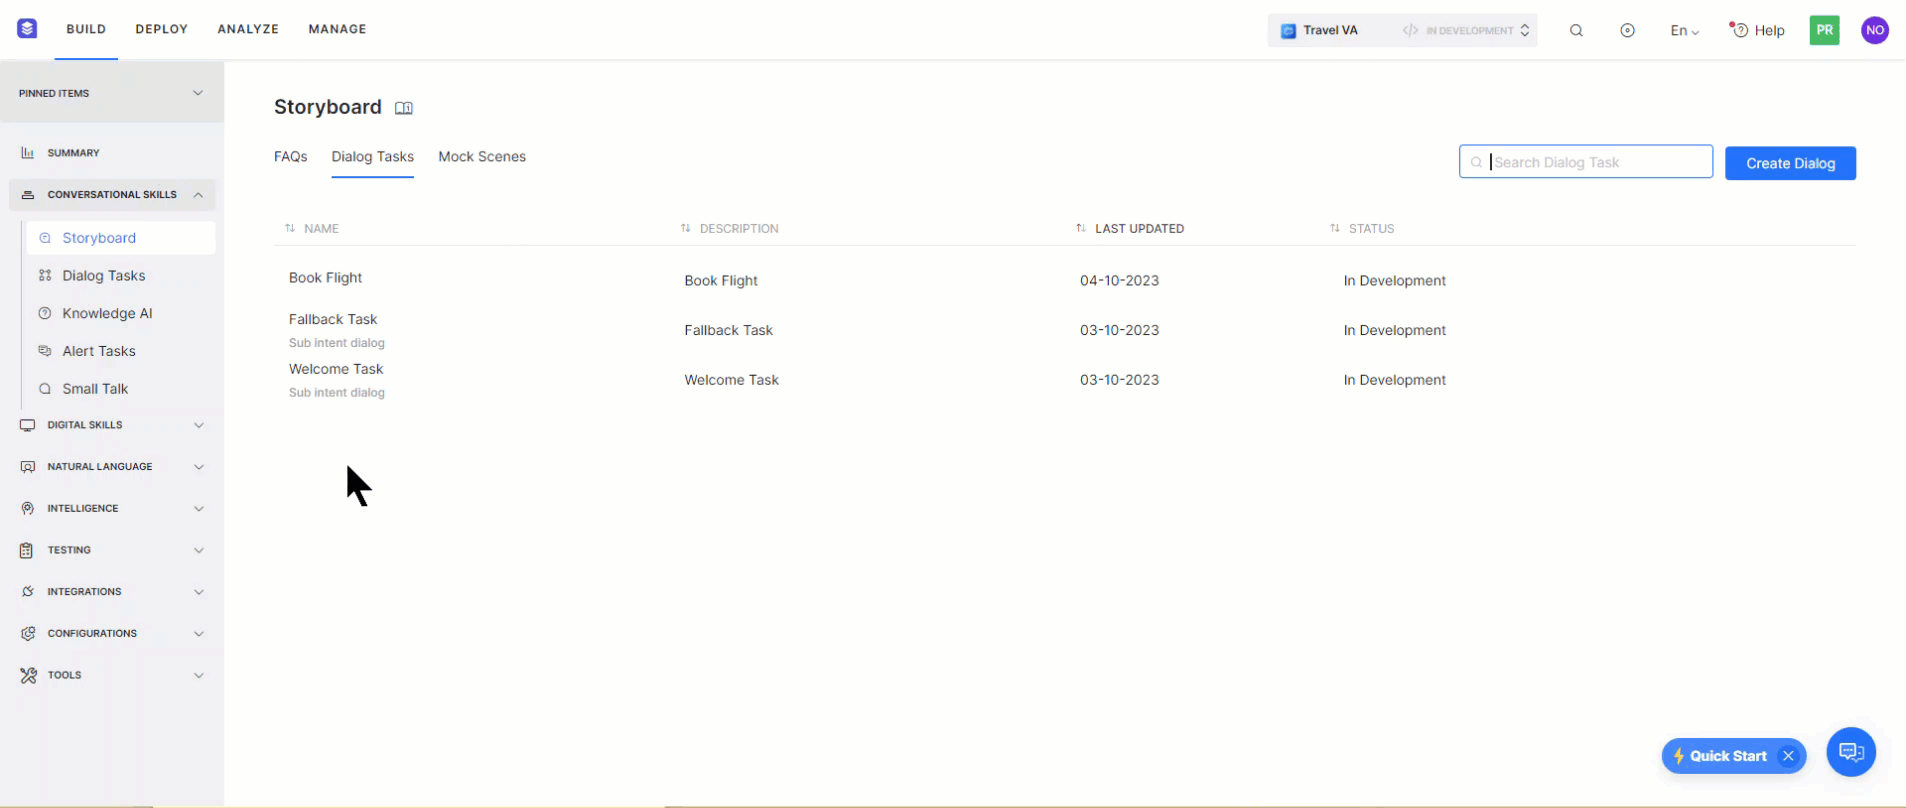 BUILD DEPLOY ANALYZE MANAGE Travel VA </> IN DEVELOPMENT En Help PR NO
PINNED ITEMS
SUMMARY
CONVERSATIONAL SKILLS
Storyboard
Dialog Tasks
Knowledge AI
Alert Tasks
Small Talk
DIGITAL SKILLS
NATURAL LANGUAGE
INTELLIGENCE
TESTING
INTEGRATIONS
CONFIGURATIONS
TOOLS
Storyboard
FAQs Dialog Tasks Mock Scenes Search Dialog Task Create Dialog
NAME DESCRIPTION LAST UPDATED STATUS
Book Flight Book Flight 04-10-2023 In Development
Fallback Task Fallback Task 03-10-2023 In Development
Sub intent dialog
Welcome Task Welcome Task 03-10-2023 In Development
Sub intent dialog
Quick Start